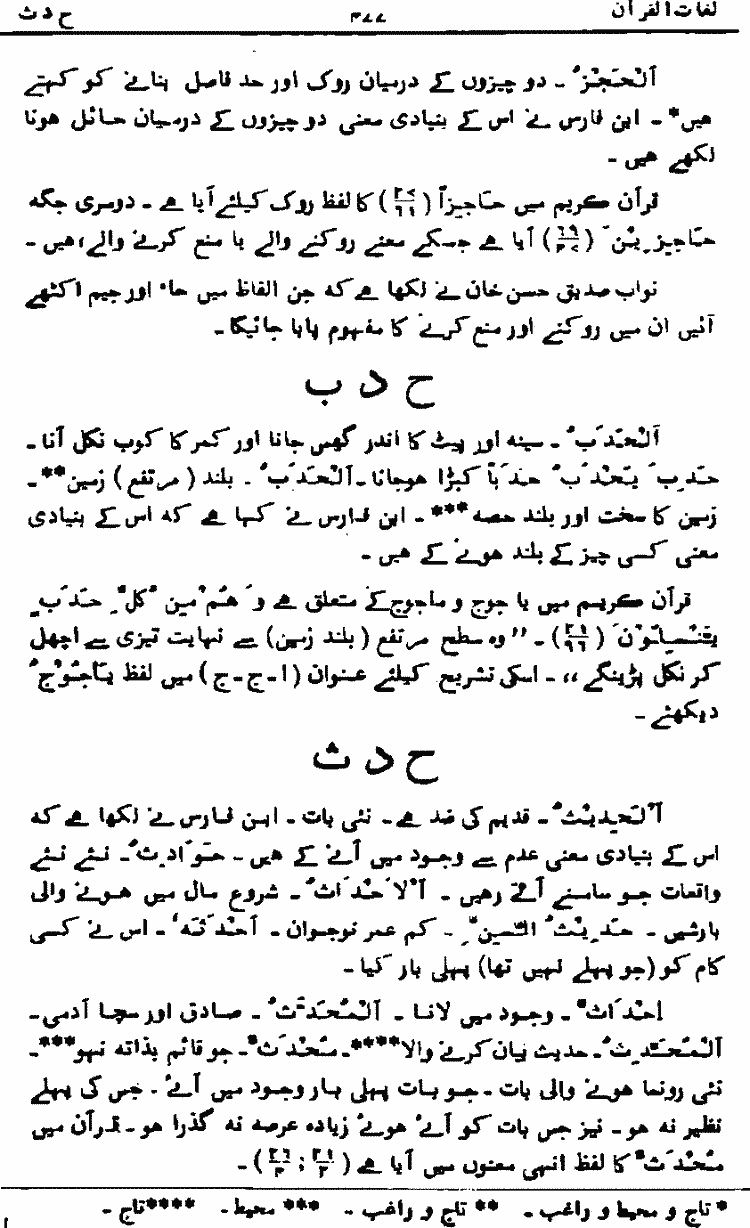 لغات القرآن ۴۷۷ ح د ث
اَلْحَجْزُ ۔ دو چیزوں کے درمیان روک اور حد فاصل بنانے کو کہتے
ہیں* ۔ ابن فارس نے اس کے بنیادی معنی دو چیزوں کے درمیان حائل ہونا
لکھے ہیں ۔
قرآن کریم میں حَاجِیزاً (۲۷/۶۱) کا لفظ روک کیلئے آیا ہے ۔ دوسری جگہ
حَاجِیزِیْنَ (۶۹/۴۷) آیا ہے جسکے معنے روکنے والے یا منع کرنے والے، ہیں ۔
نواب صدیق حسن خان نے لکھا ہے کہ جن الفاظ میں حاء اور جیم اکٹھے
آئیں ان میں روکنے اور منع کرنے کا مفہوم پایا جائیگا ۔
ح د ب
اَلْحَدَبُ ۔ سینہ اور پیٹ کا اندر گھس جانا اور کمر کا کوب نکل آنا ۔
حَدِبَ یَحْدَبُ حَدَباً کبڑا ہوجانا ۔ اَلْحَدَبُ ۔ بلند (مرتفع) زمین** ۔
زمین کا سخت اور بلند حصہ*** ۔ ابن فارس نے کہا ہے کہ اس کے بنیادی
معنی کسی چیز کے بلند ہونے کے ہیں ۔
قرآن کریم میں یا جوج و ماجوج کے متعلق ہے وَ ھُمْ مِین کُلِّ حَدَبٍ
یَنْسِلُوْنَ (۲۱/۹۶) ۔ ”وہ سطح مرتفع (بلند زمین) سے نہایت تیزی سے اچھل
کر نکل پڑینگے“ ۔ اسکی تشریح کیلئے عنوان (ا ۔ ج ۔ ج) میں لفظ یَاْجُوْجُ
دیکھئے ۔
ح د ث
اَلْحَدِیْثُ ۔ قدیم کی ضد ہے ۔ نئی بات ۔ ابن فارس نے لکھا ہے کہ
اس کے بنیادی معنی عدم سے وجود میں آنے کے ہیں ۔ حَوَادِثُ ۔ نئے نئے
واقعات جو سامنے آتے رہیں ۔ اَلْاَحْدَاثُ ۔ شروع سال میں ہونے والی
بارشیں ۔ حَدِیْثُ السِّینِّ ۔ کم عمر نوجوان ۔ اَحْدَثَہ‘ ۔ اس نے کسی
کام کو (جو پہلے نہیں تھا) پہلی بار کیا ۔
اِحْدَاثٌ ۔ وجود میں لانا ۔ اَلْمُحَدَّثُ ۔ صادق اور سچا آدمی ۔
اَلْمُحَدِّثُ ۔ حدیث بیان کرنے والا**** ۔ مُحْدَثٌ ۔ جو قائم بذاتہ نہو*** ۔
نئی رونما ہونے والی بات ۔ جو بات پہلی بار وجود میں آئے ۔ جس کی پہلے
نظیر نہ ہو ۔ نیز جس بات کو آئے ہوئے زیادہ عرصہ نہ گذرا ہو ۔ قرآن میں
مُحْدَثٌ کا لفظ انہی معنوں میں آیا ہے (۲۱/۲ ; ۲۶/۳) ۔
* تاج و محیط و راغب ۔ ** تاج و راغب ۔ *** محیط ۔ ****تاج ۔